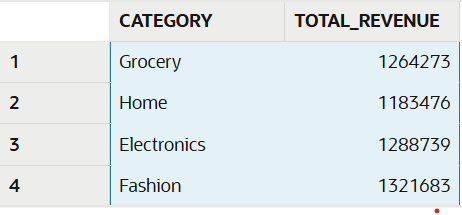 CATEGORY TOTAL_REVENUE
1 Grocery 1264273
2 Home 1183476
3 Electronics 1288739
4 Fashion 1321683